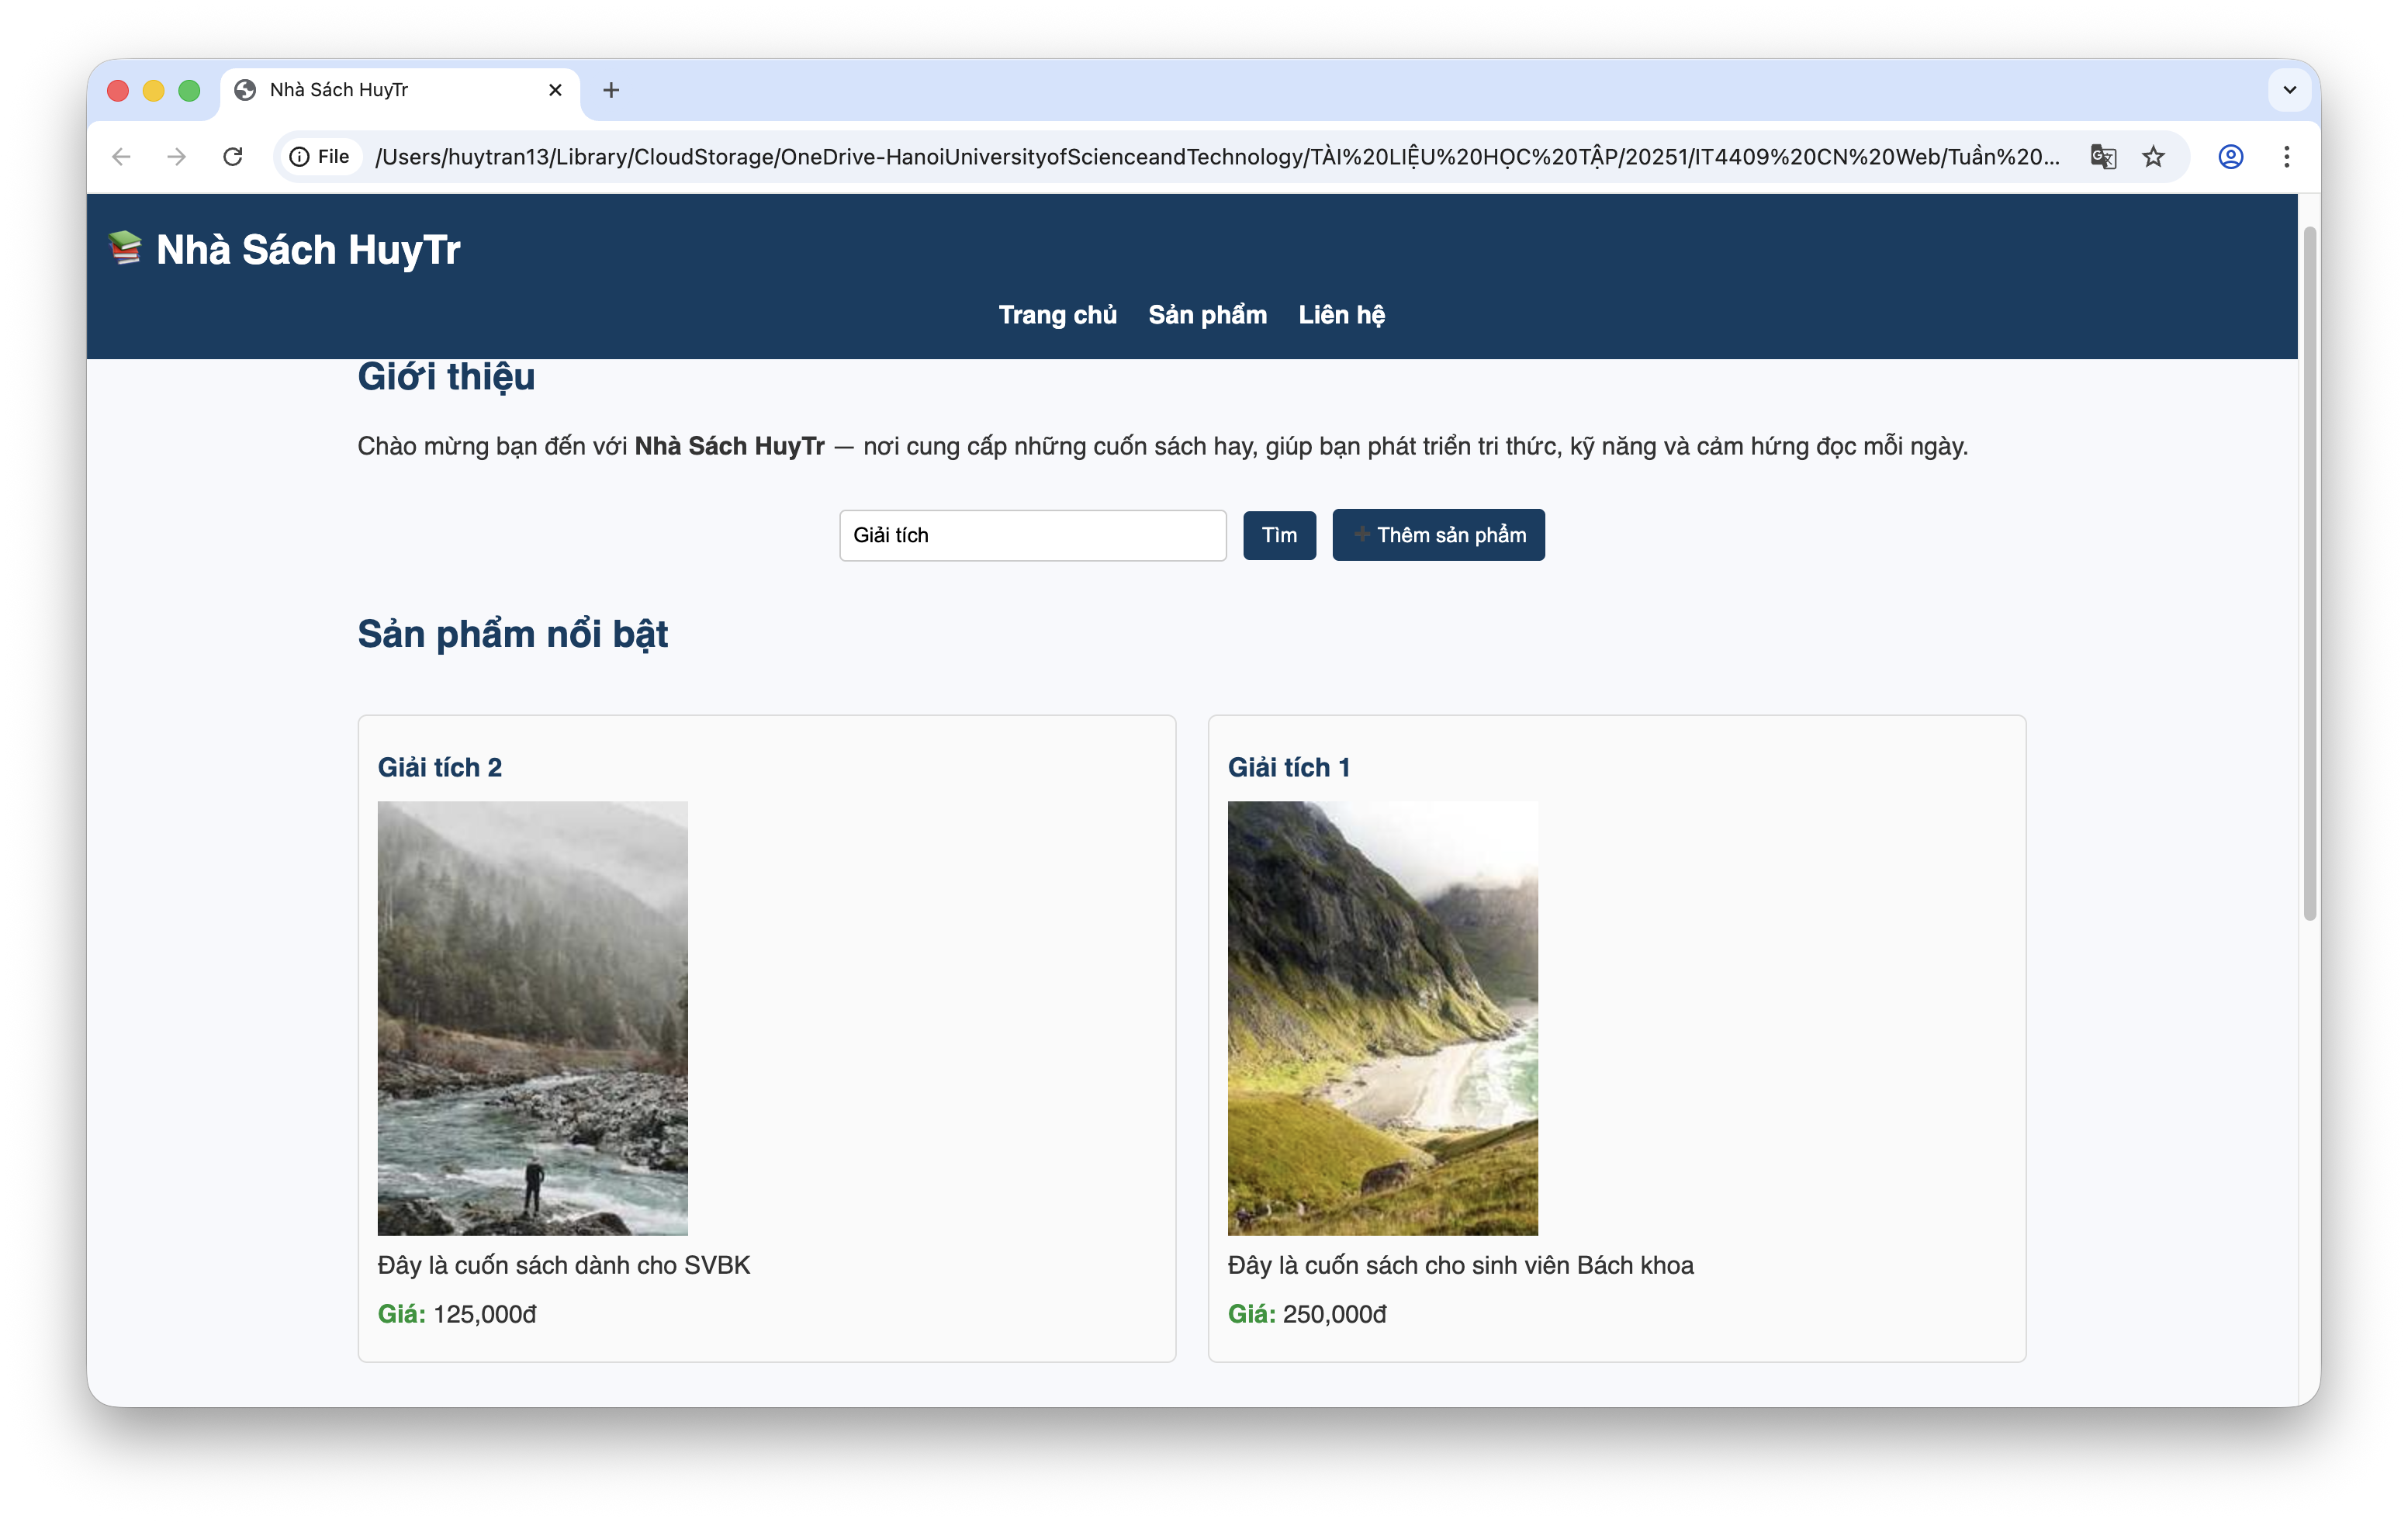 Nhà Sách HuyTr
File /Users/huytran13/Library/CloudStorage/OneDrive-HanoiUniversityofScienceandTechnology/TÀI%20LIỆU%20HỌC%20TẬP/20251/IT4409%20CN%20Web/Tuần%20...
📚 Nhà Sách HuyTr
Trang chủ Sản phẩm Liên hệ
Giới thiệu
Chào mừng bạn đến với Nhà Sách HuyTr — nơi cung cấp những cuốn sách hay, giúp bạn phát triển tri thức, kỹ năng và cảm hứng đọc mỗi ngày.
Giải tích Tìm ➕ Thêm sản phẩm
Sản phẩm nổi bật
Giải tích 2
Đây là cuốn sách dành cho SVBK
Giá: 125,000đ
Giải tích 1
Đây là cuốn sách cho sinh viên Bách khoa
Giá: 250,000đ